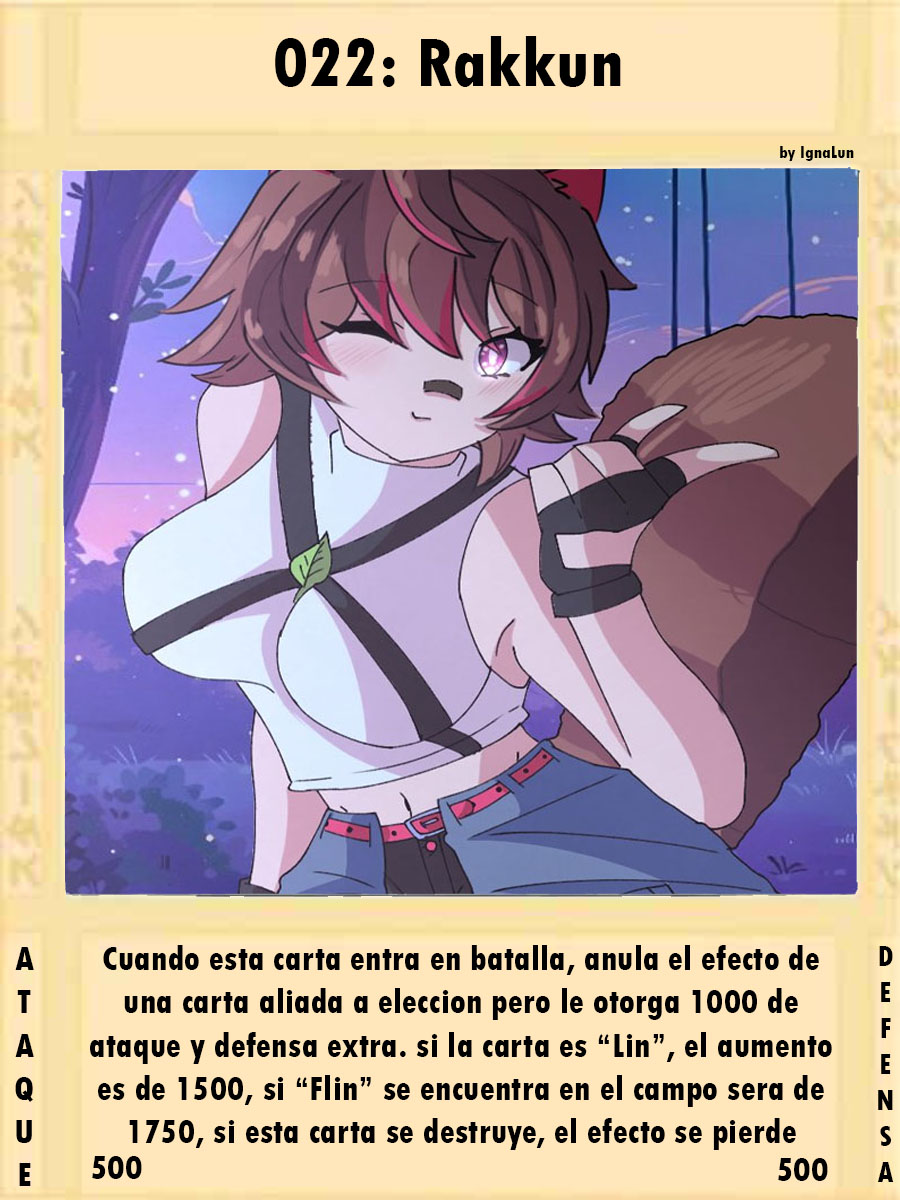 022: Rakkun
by IgnaLun
Cuando esta carta entra en batalla, anula el efecto de
una carta aliada a eleccion pero le otorga 1000 de
ataque y defensa extra. si la carta es “Lin”, el aumento
es de 1500, si “Flin” se encuentra en el campo sera de
1750, si esta carta se destruye, el efecto se pierde
ATAQUE
500
500
DEFENSA